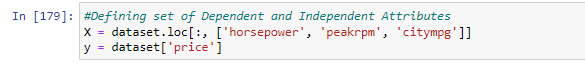 In [179]: #Defining set of Dependent and Independent Attributes
X = dataset.loc[:, ['horsepower', 'peakrpm', 'citympg']]
y = dataset['price']